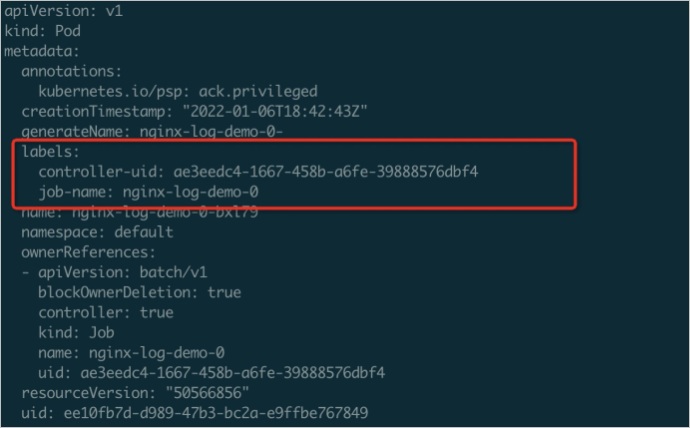 apiVersion: v1
kind: Pod
metadata:
  annotations:
    kubernetes.io/psp: ack.privileged
  creationTimestamp: "2022-01-06T18:42:43Z"
  generateName: nginx-log-demo-0-
  labels:
    controller-uid: ae3eedc4-1667-458b-a6fe-39888576dbf4
    job-name: nginx-log-demo-0
  name: nginx-log-demo-0-bxl79
  namespace: default
  ownerReferences:
  - apiVersion: batch/v1
    blockOwnerDeletion: true
    controller: true
    kind: Job
    name: nginx-log-demo-0
    uid: ae3eedc4-1667-458b-a6fe-39888576dbf4
  resourceVersion: "50566856"
  uid: ee10fb7d-d989-47b3-bc2a-e9ffbe767849